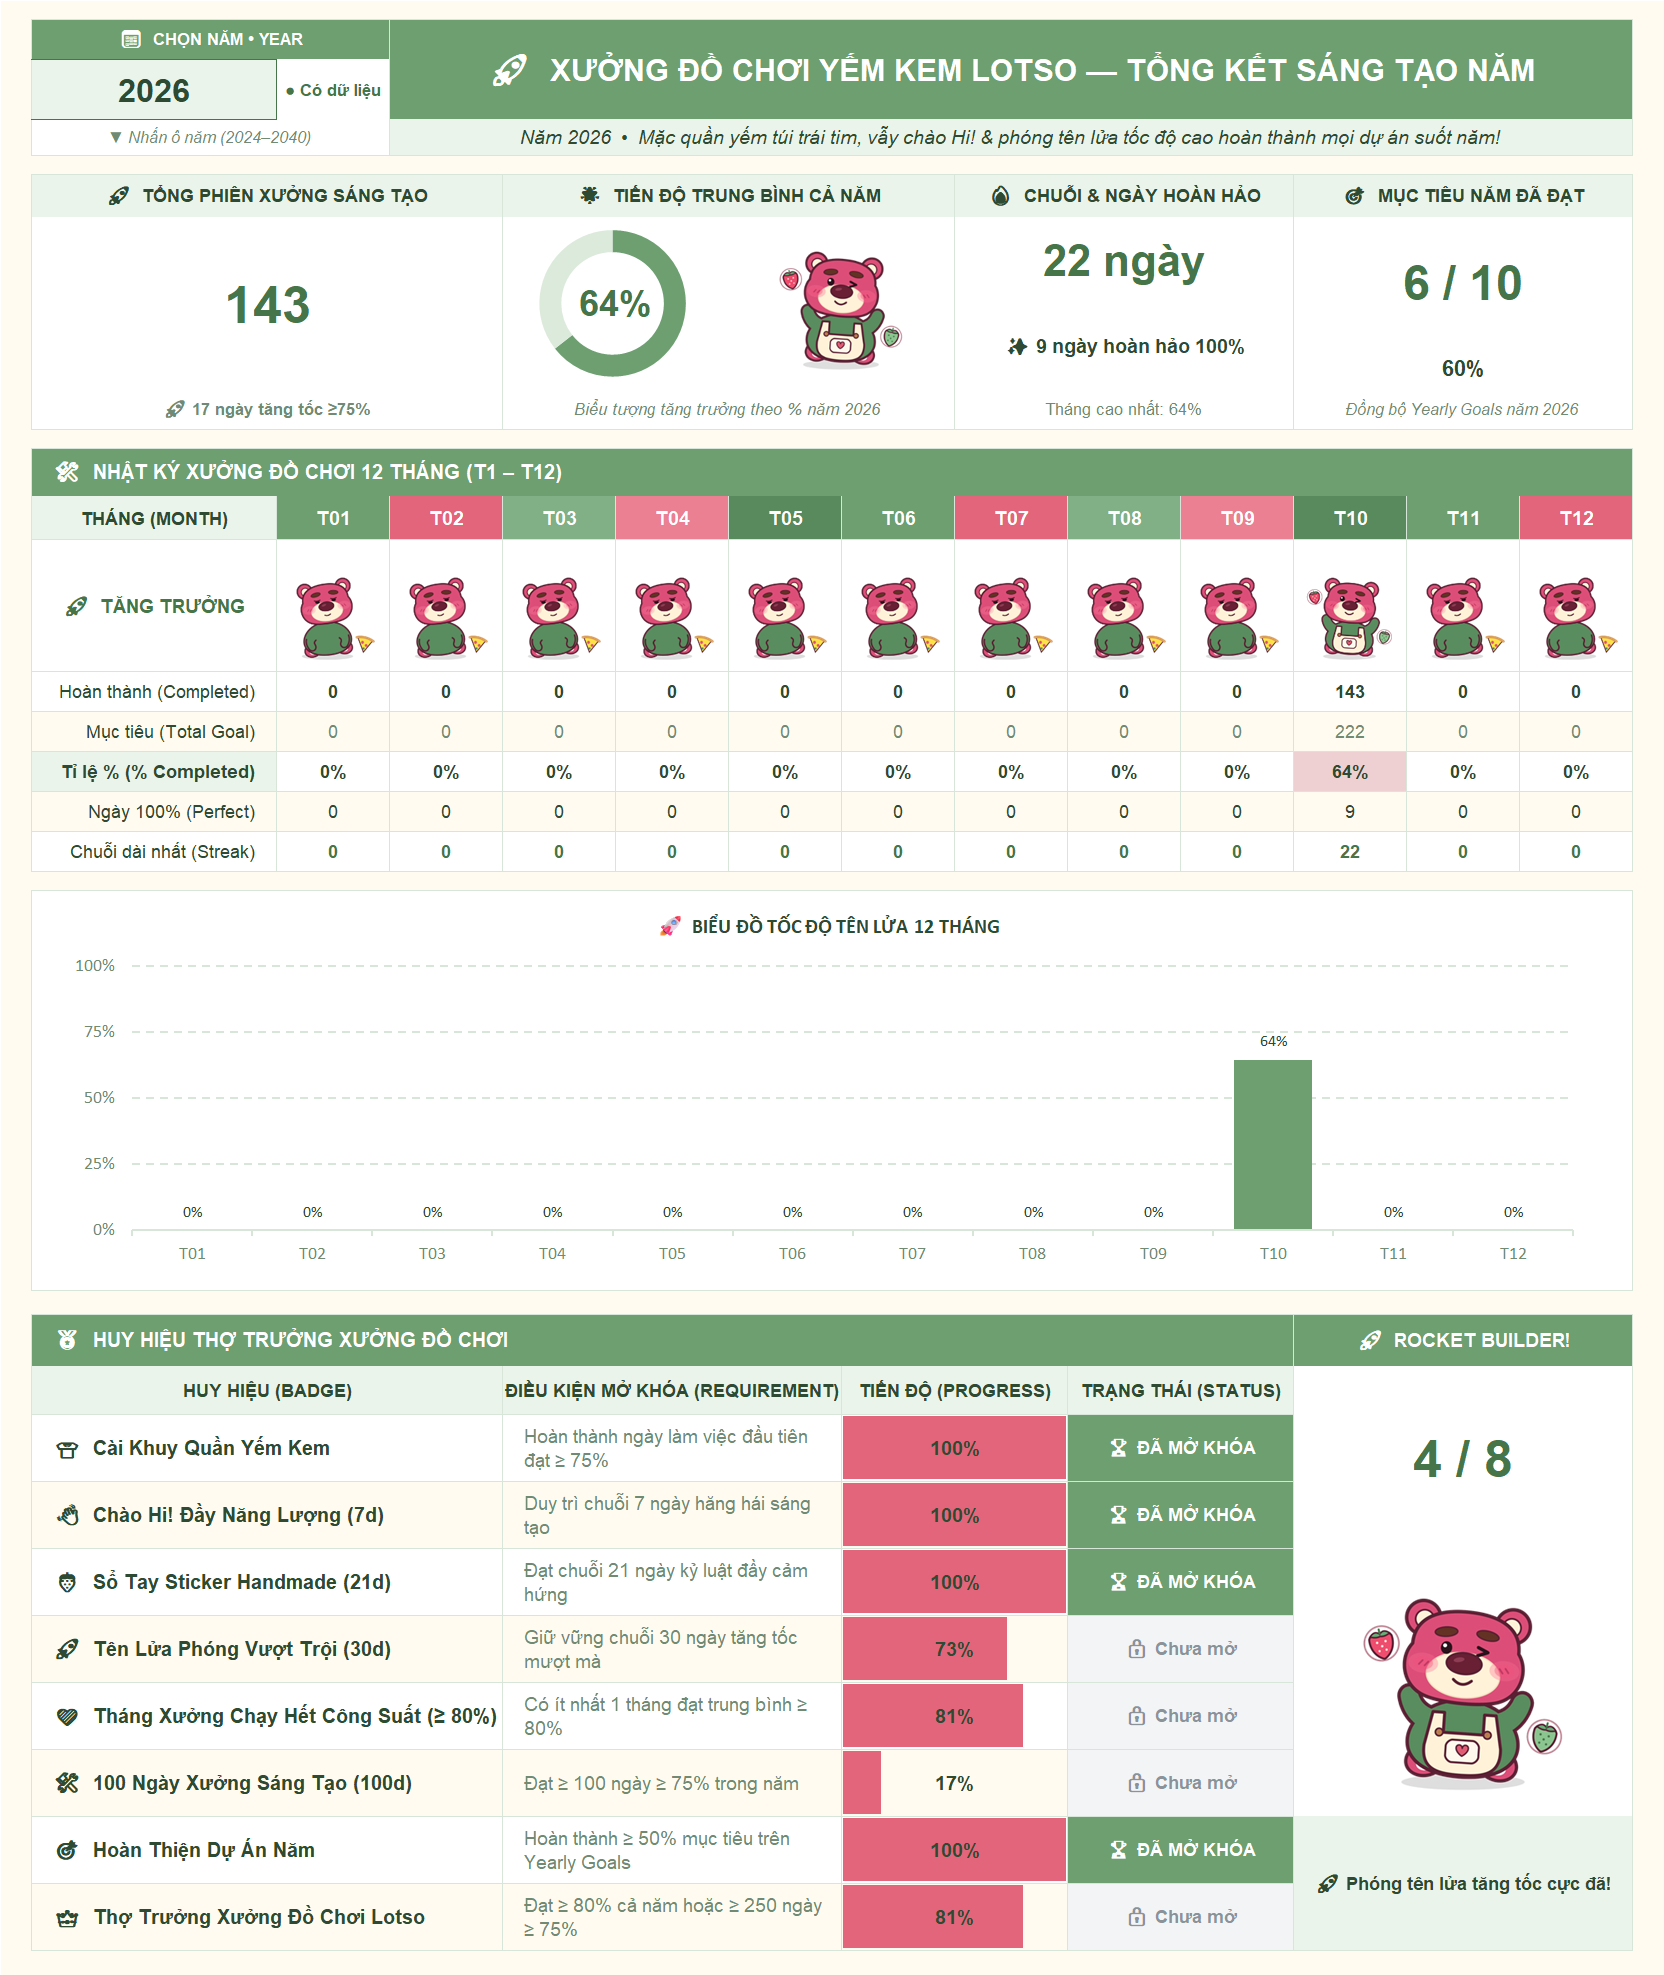 CHỌN NĂM • YEAR
2026
● Có dữ liệu
▼ Nhấn ô năm (2024–2040)
XƯỞNG ĐỒ CHƠI YẾM KEM LOTSO — TỔNG KẾT SÁNG TẠO NĂM
Năm 2026 • Mặc quần yếm túi trái tim, vẫy chào Hi! & phóng tên lửa tốc độ cao hoàn thành mọi dự án suốt năm!
TỔNG PHIÊN XƯỞNG SÁNG TẠO
143
17 ngày tăng tốc ≥75%
TIẾN ĐỘ TRUNG BÌNH CẢ NĂM
64%
Biểu tượng tăng trưởng theo % năm 2026
CHUỖI & NGÀY HOÀN HẢO
22 ngày
9 ngày hoàn hảo 100%
Tháng cao nhất: 64%
MỤC TIÊU NĂM ĐÃ ĐẠT
6 / 10
60%
Đồng bộ Yearly Goals năm 2026
NHẬT KÝ XƯỞNG ĐỒ CHƠI 12 THÁNG (T1 – T12)
THÁNG (MONTH) T01 T02 T03 T04 T05 T06 T07 T08 T09 T10 T11 T12
TĂNG TRƯỞNG
Hoàn thành (Completed) 0 0 0 0 0 0 0 0 0 143 0 0
Mục tiêu (Total Goal) 0 0 0 0 0 0 0 0 0 222 0 0
Tỉ lệ % (% Completed) 0% 0% 0% 0% 0% 0% 0% 0% 0% 64% 0% 0%
Ngày 100% (Perfect) 0 0 0 0 0 0 0 0 0 9 0 0
Chuỗi dài nhất (Streak) 0 0 0 0 0 0 0 0 0 22 0 0
BIỂU ĐỒ TỐC ĐỘ TÊN LỬA 12 THÁNG
100%
75%
64%
50%
25%
0% 0% 0% 0% 0% 0% 0% 0% 0% 0% 0%
0%
T01 T02 T03 T04 T05 T06 T07 T08 T09 T10 T11 T12
HUY HIỆU THỢ TRƯỞNG XƯỞNG ĐỒ CHƠI
HUY HIỆU (BADGE) ĐIỀU KIỆN MỞ KHÓA (REQUIREMENT) TIẾN ĐỘ (PROGRESS) TRẠNG THÁI (STATUS)
Cài Khuy Quần Yếm Kem
Hoàn thành ngày làm việc đầu tiên
đạt ≥ 75%
100%
ĐÃ MỞ KHÓA
Chào Hi! Đầy Năng Lượng (7d)
Duy trì chuỗi 7 ngày hăng hái sáng
tạo
100%
ĐÃ MỞ KHÓA
Sổ Tay Sticker Handmade (21d)
Đạt chuỗi 21 ngày kỷ luật đầy cảm
hứng
100%
ĐÃ MỞ KHÓA
Tên Lửa Phóng Vượt Trội (30d)
Giữ vững chuỗi 30 ngày tăng tốc
mượt mà
73%
Chưa mở
Tháng Xưởng Chạy Hết Công Suất (≥ 80%)
Có ít nhất 1 tháng đạt trung bình ≥
80%
81%
Chưa mở
100 Ngày Xưởng Sáng Tạo (100d)
Đạt ≥ 100 ngày ≥ 75% trong năm
17%
Chưa mở
Hoàn Thiện Dự Án Năm
Hoàn thành ≥ 50% mục tiêu trên
Yearly Goals
100%
ĐÃ MỞ KHÓA
Thợ Trưởng Xưởng Đồ Chơi Lotso
Đạt ≥ 80% cả năm hoặc ≥ 250 ngày
≥ 75%
81%
Chưa mở
ROCKET BUILDER!
4 / 8
Phóng tên lửa tăng tốc cực đã!